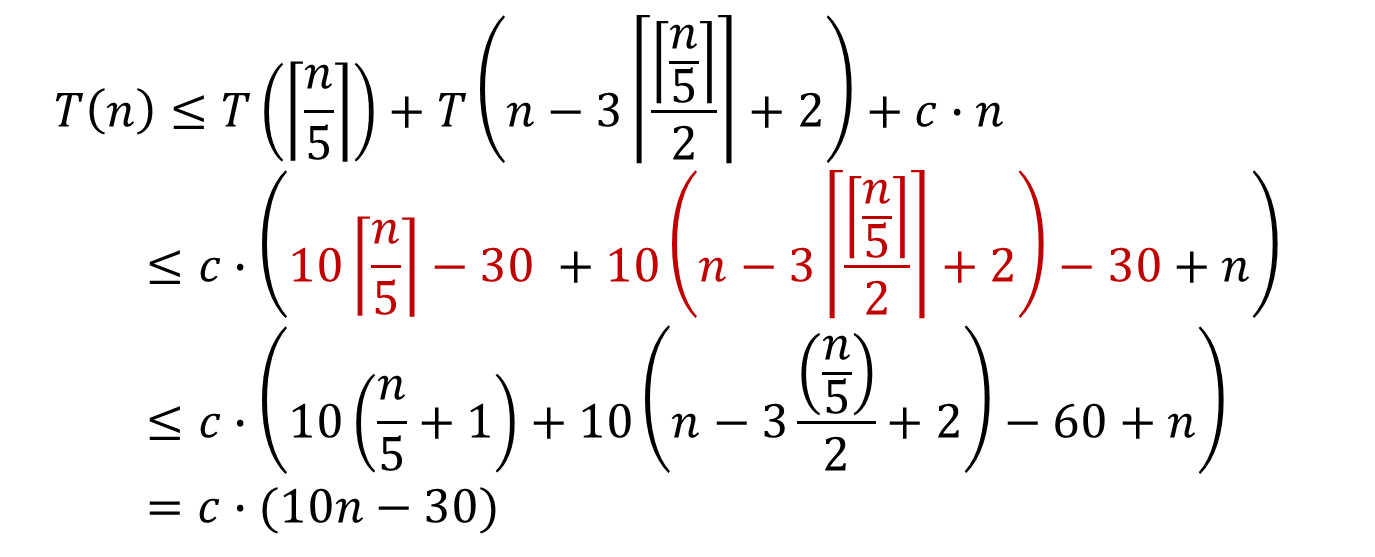 T(n) ≤ T(⌈n/5⌉) + T(n − 3⌈⌈n/5⌉/2⌉ + 2) + c · n
≤ c · (10⌈n/5⌉ − 30 + 10(n − 3⌈⌈n/5⌉/2⌉ + 2) − 30 + n)
≤ c · (10(n/5 + 1) + 10(n − 3(n/5)/2 + 2) − 60 + n)
= c · (10n − 30)